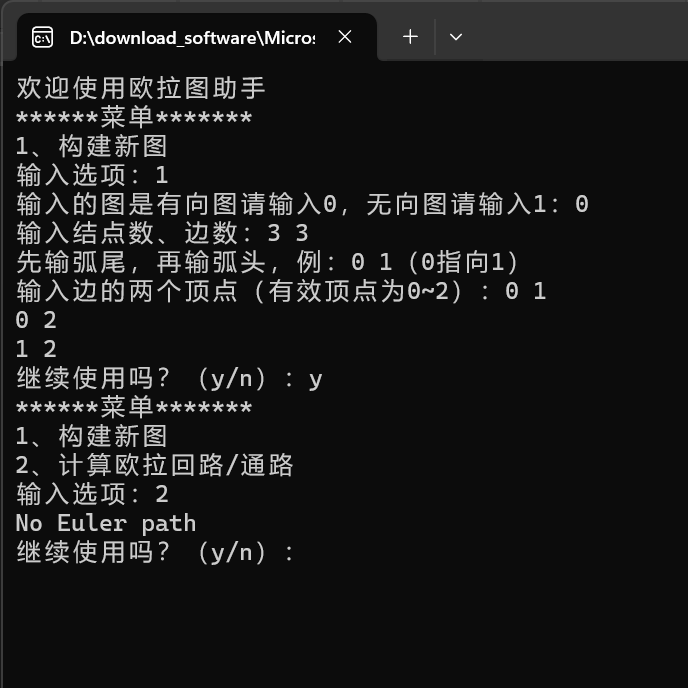 D:\download_software\Micros
欢迎使用欧拉图助手
******菜单*******
1、构建新图
输入选项：1
输入的图是有向图请输入0，无向图请输入1：0
输入结点数、边数：3 3
先输弧尾，再输弧头，例：0 1（0指向1）
输入边的两个顶点（有效顶点为0~2）：0 1
0 2
1 2
继续使用吗？（y/n）：y
******菜单*******
1、构建新图
2、计算欧拉回路/通路
输入选项：2
No Euler path
继续使用吗？（y/n）：